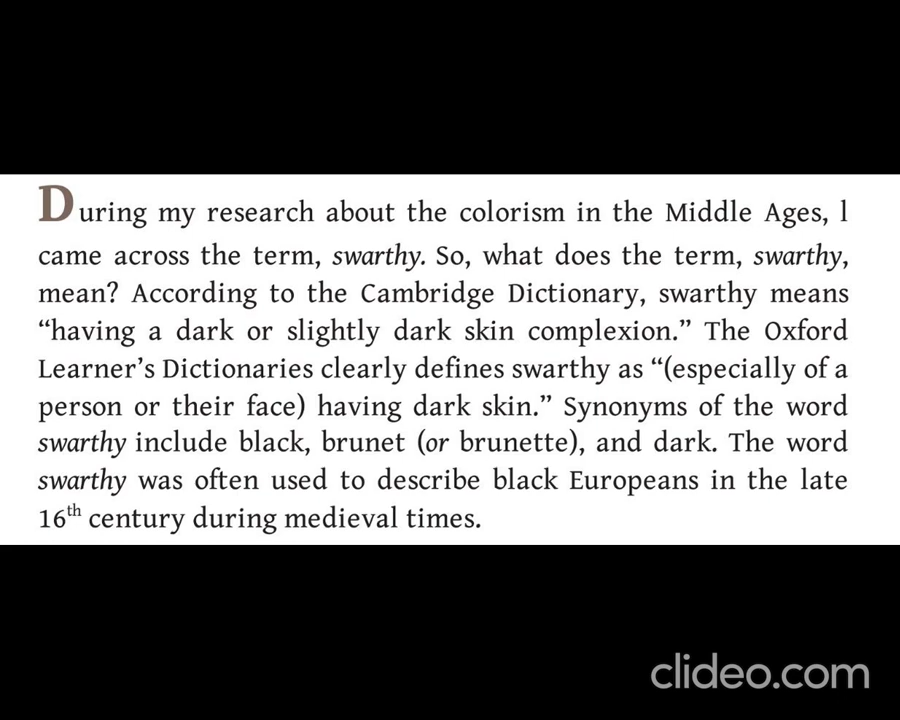 During my research about the colorism in the Middle Ages, l
came across the term, swarthy. So, what does the term, swarthy,
mean? According to the Cambridge Dictionary, swarthy means
“having a dark or slightly dark skin complexion.” The Oxford
Learner’s Dictionaries clearly defines swarthy as “(especially of a
person or their face) having dark skin.” Synonyms of the word
swarthy include black, brunet (or brunette), and dark. The word
swarthy was often used to describe black Europeans in the late
16th century during medieval times.
clideo.com